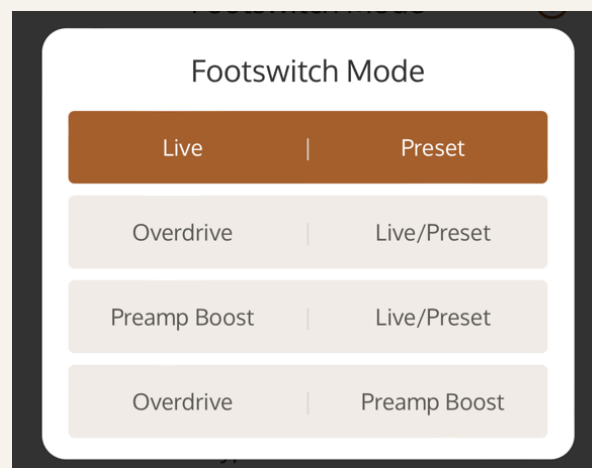 Footswitch Mode
Live | Preset
Overdrive | Live/Preset
Preamp Boost | Live/Preset
Overdrive | Preamp Boost